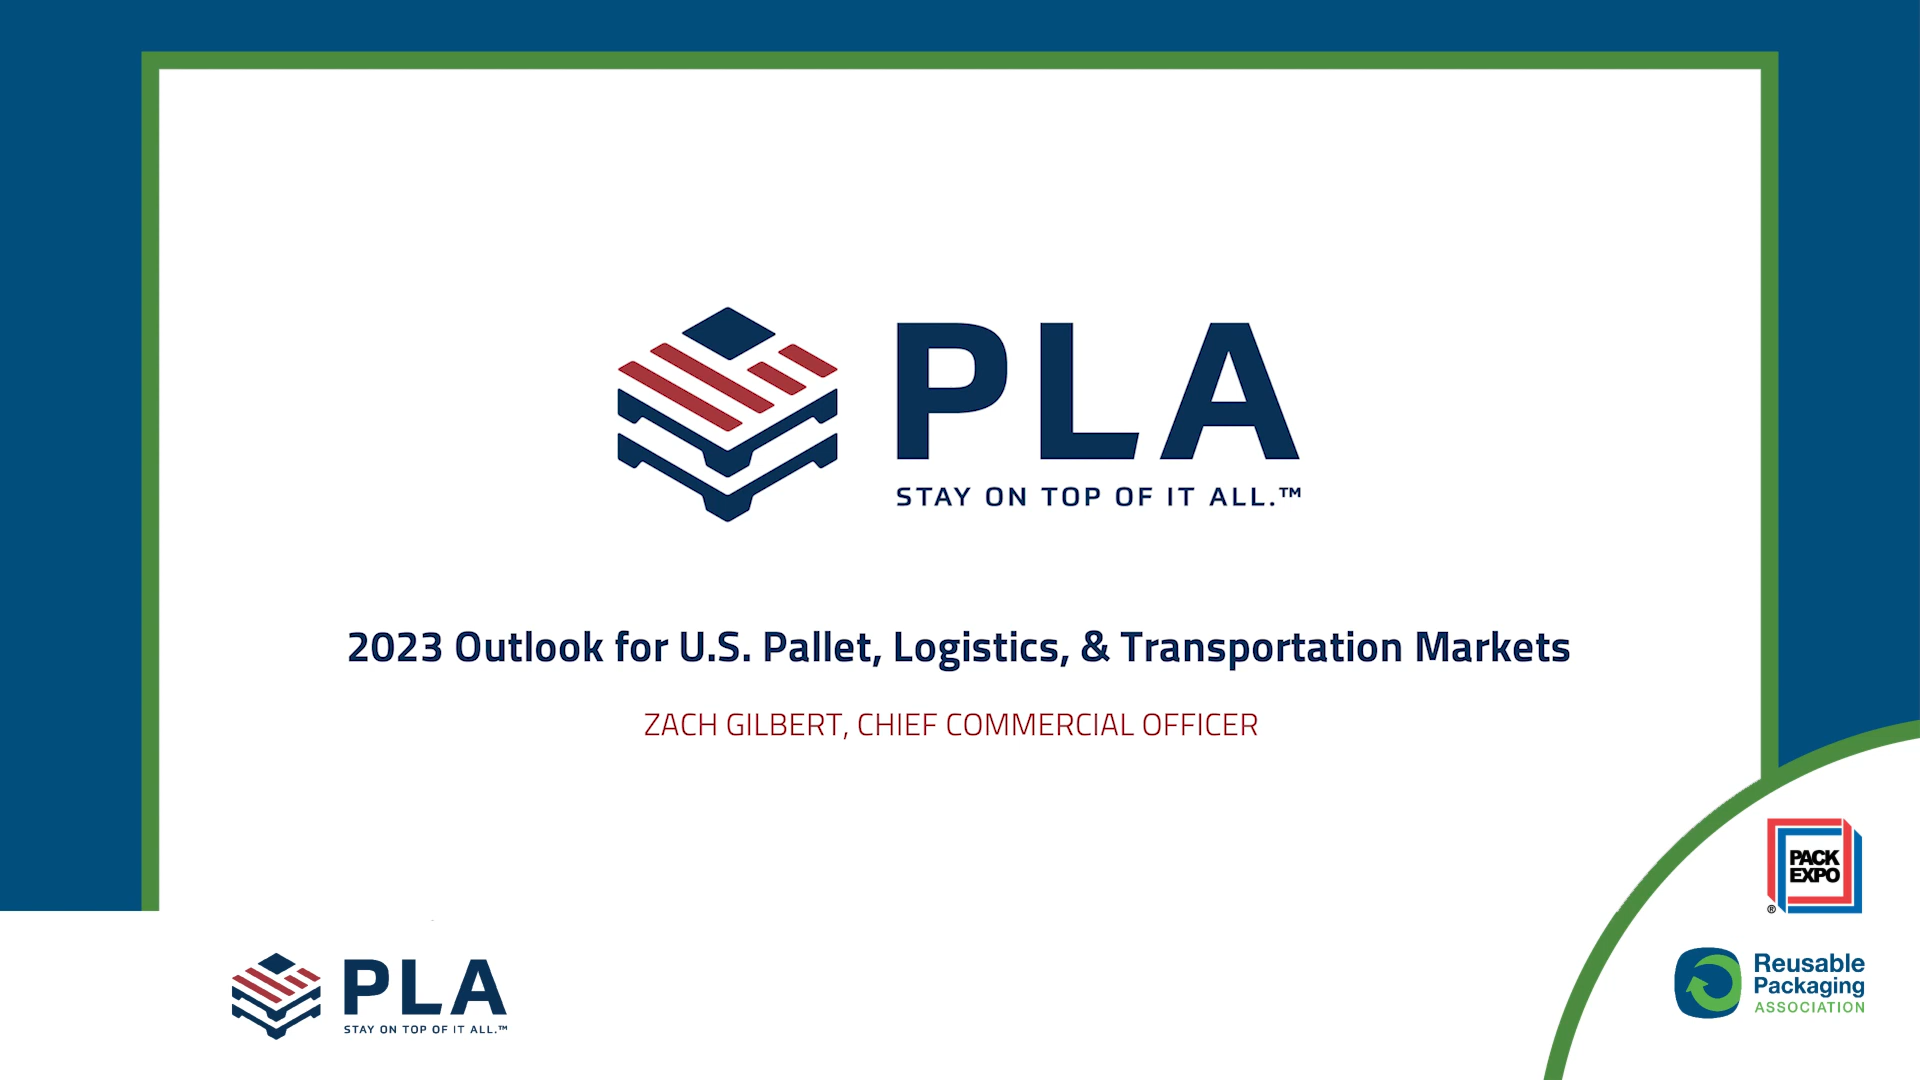 PLA
STAY ON TOP OF IT ALL.™
2023 Outlook for U.S. Pallet, Logistics, & Transportation Markets
ZACH GILBERT, CHIEF COMMERCIAL OFFICER
PACK
EXPO
®
PLA
STAY ON TOP OF IT ALL.™
Reusable
Packaging
ASSOCIATION